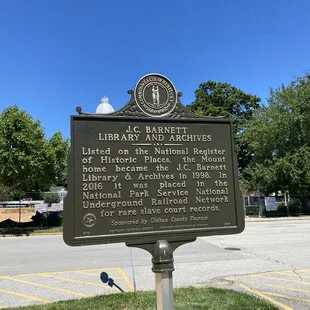 J.C. BARNETT
LIBRARY AND ARCHIVES
Listed on the National Register
of Historic Places, the Mount
home became the J.C. Barnett
Library & Archives in 1998. In
2016 it was placed in the
National Park Service National
Underground Railroad Network
for rare slave court records.
Sponsored by Oldham County Tourism